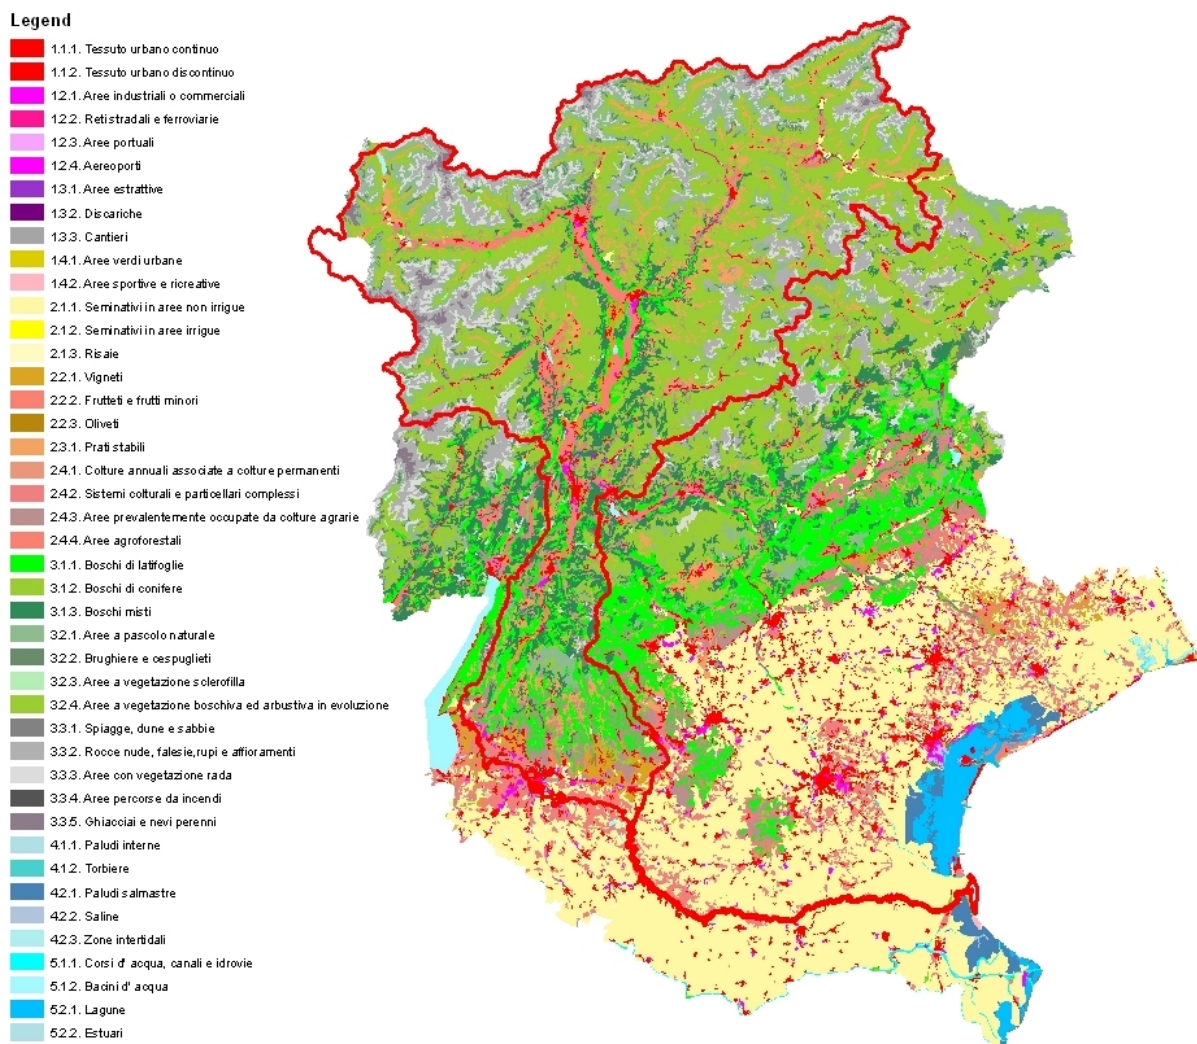 Legend
1.1.1. Tessuto urbano continuo
1.1.2. Tessuto urbano discontinuo
1.2.1. Aree industriali o commerciali
1.2.2. Reti stradali e ferroviarie
1.2.3. Aree portuali
1.2.4. Aereoporti
1.3.1. Aree estrattive
1.3.2. Discariche
1.3.3. Cantieri
1.4.1. Aree verdi urbane
1.4.2. Aree sportive e ricreative
2.1.1. Seminativi in aree non irrigue
2.1.2. Seminativi in aree irrigue
2.1.3. Risaie
2.2.1. Vigneti
2.2.2. Frutteti e frutti minori
2.2.3. Oliveti
2.3.1. Prati stabili
2.4.1. Colture annuali associate a colture permanenti
2.4.2. Sistemi colturali e particellari complessi
2.4.3. Aree prevalentemente occupate da colture agrarie
2.4.4. Aree agroforestali
3.1.1. Boschi di latifoglie
3.1.2. Boschi di conifere
3.1.3. Boschi misti
3.2.1. Aree a pascolo naturale
3.2.2. Brughiere e cespuglieti
3.2.3. Aree a vegetazione sclerofilla
3.2.4. Aree a vegetazione boschiva ed arbustiva in evoluzione
3.3.1. Spiagge, dune e sabbie
3.3.2. Rocce nude, falesie,rupi e affioramenti
3.3.3. Aree con vegetazione rada
3.3.4. Aree percorse da incendi
3.3.5. Ghiacciai e nevi perenni
4.1.1. Paludi interne
4.1.2. Torbiere
4.2.1. Paludi salmastre
4.2.2. Saline
4.2.3. Zone intertidali
5.1.1. Corsi d' acqua, canali e idrovie
5.1.2. Bacini d' acqua
5.2.1. Lagune
5.2.2. Estuari